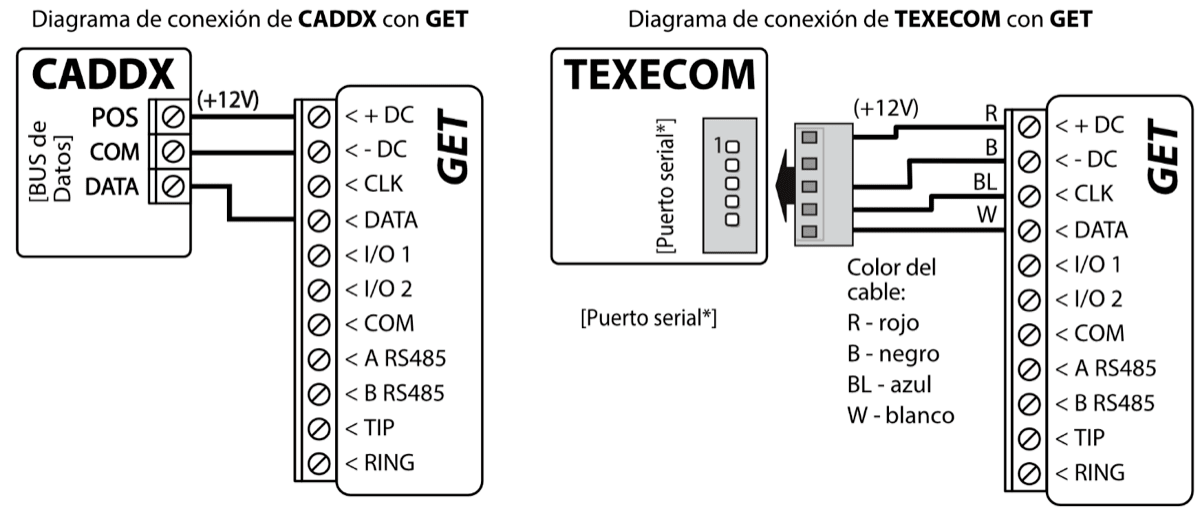 Diagrama de conexión de CADDX con GET
CADDX
[BUS de
Datos]
POS
COM
DATA
(+12V)
< + DC
< - DC
< CLK
< DATA
< I/O 1
< I/O 2
< COM
< A RS485
< B RS485
< TIP
< RING
GET
Diagrama de conexión de TEXECOM con GET
TEXECOM
[Puerto serial*]
1
(+12V)
R
B
BL
W
< + DC
< - DC
< CLK
< DATA
< I/O 1
< I/O 2
< COM
< A RS485
< B RS485
< TIP
< RING
GET
Color del
cable:
R - rojo
B - negro
BL - azul
W - blanco
[Puerto serial*]